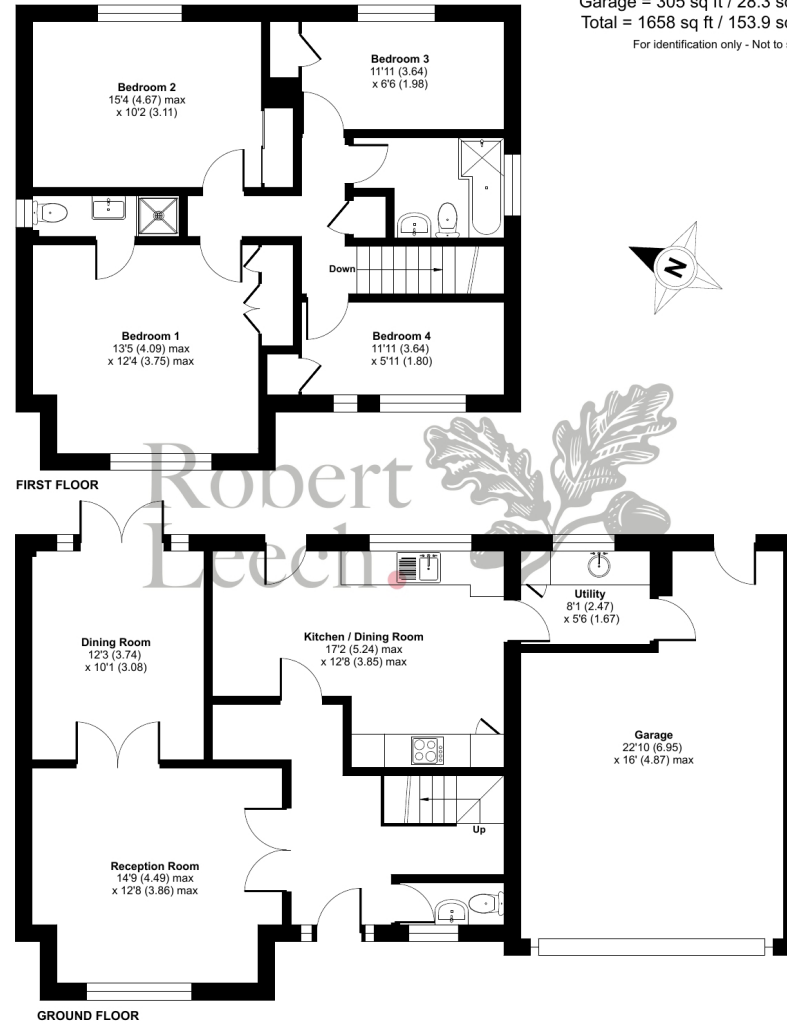 Garage = 305 sq ft / 28.3 sq
Total = 1658 sq ft / 153.9 sq
For identification only - Not to
Bedroom 2
15'4 (4.67) max
x 10'2 (3.11)
Bedroom 3
11'11 (3.64)
x 6'6 (1.98)
Down
N
Bedroom 1
13'5 (4.09) max
x 12'4 (3.75) max
Bedroom 4
11'11 (3.64)
x 5'11 (1.80)
FIRST FLOOR
Robert
Leech.
Utility
8'1 (2.47)
x 5'6 (1.67)
Dining Room
12'3 (3.74)
x 10'1 (3.08)
Kitchen / Dining Room
17'2 (5.24) max
x 12'8 (3.85) max
Garage
22'10 (6.95)
x 16' (4.87) max
Up
Reception Room
14'9 (4.49) max
x 12'8 (3.86) max
GROUND FLOOR